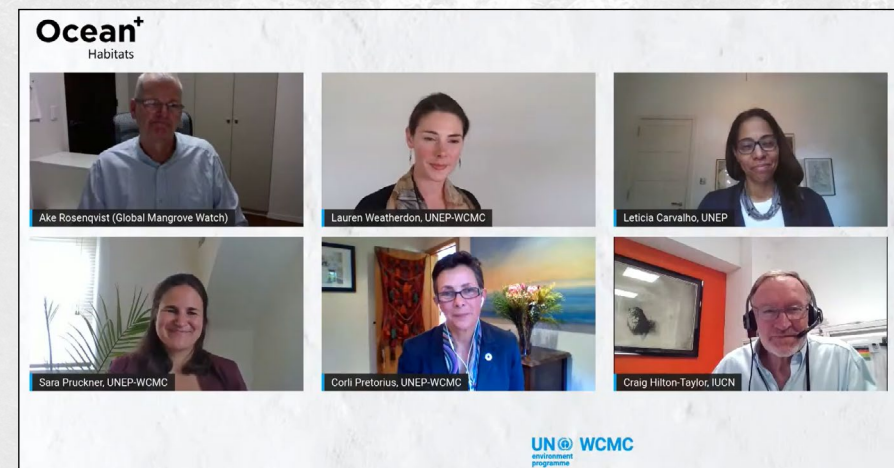 Ocean+
Habitats
Ake Rosenqvist (Global Mangrove Watch)
Lauren Weatherdon, UNEP-WCMC
Leticia Carvalho, UNEP
Sara Pruckner, UNEP-WCMC
Corli Pretorius, UNEP-WCMC
Craig Hilton-Taylor, IUCN
UN WCMC
environment
programme